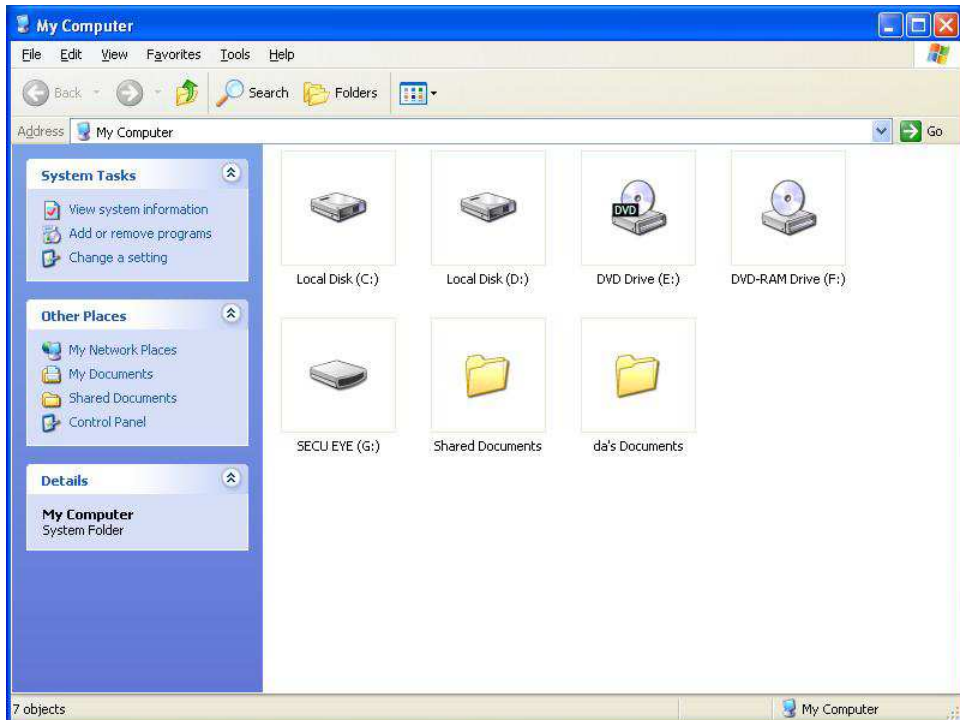 My Computer
File Edit View Favorites Tools Help
Back Search Folders
Address My Computer Go
System Tasks
View system information
Add or remove programs
Change a setting
Other Places
My Network Places
My Documents
Shared Documents
Control Panel
Details
My Computer
System Folder
DVD
Local Disk (C:) Local Disk (D:) DVD Drive (E:) DVD-RAM Drive (F:)
SECU EYE (G:) Shared Documents da's Documents
7 objects My Computer